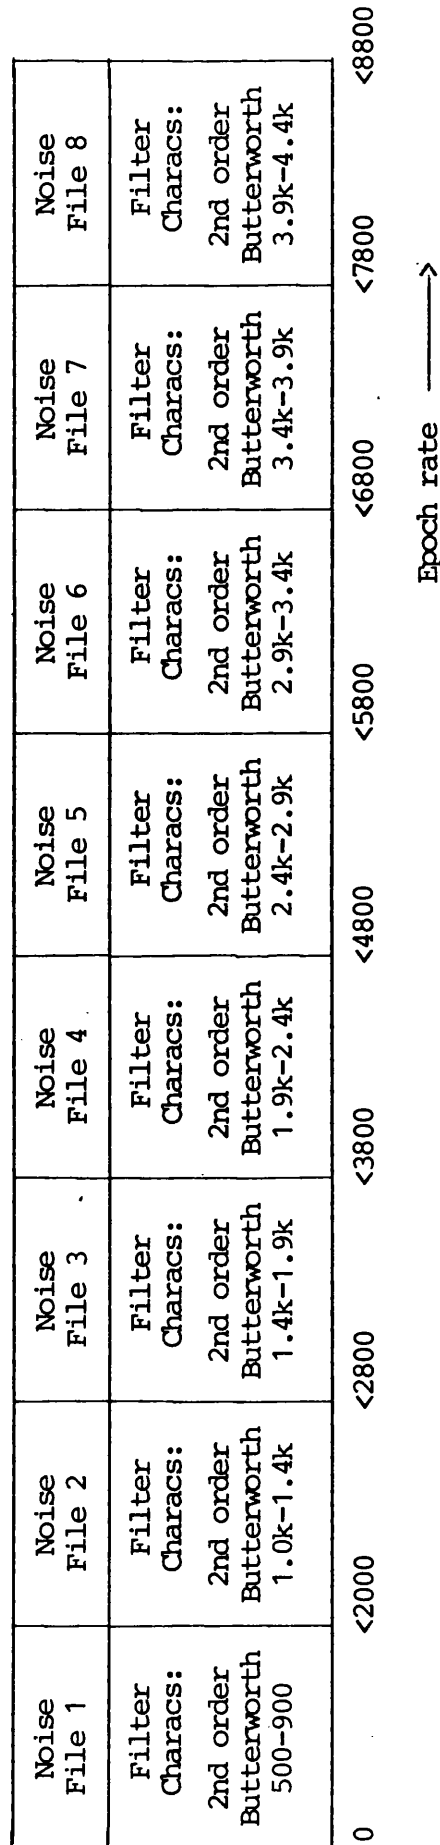 Noise
File 1
Filter
Characs:
2nd order
Butterworth
500-900
Noise
File 2
Filter
Characs:
2nd order
Butterworth
1.0k-1.4k
Noise
File 3
Filter
Characs:
2nd order
Butterworth
1.4k-1.9k
Noise
File 4
Filter
Characs:
2nd order
Butterworth
1.9k-2.4k
Noise
File 5
Filter
Characs:
2nd order
Butterworth
2.4k-2.9k
Noise
File 6
Filter
Characs:
2nd order
Butterworth
2.9k-3.4k
Noise
File 7
Filter
Characs:
2nd order
Butterworth
3.4k-3.9k
Noise
File 8
Filter
Characs:
2nd order
Butterworth
3.9k-4.4k
0 <2000 <2800 <3800 <4800 <5800 <6800 <7800 <8800
Epoch rate